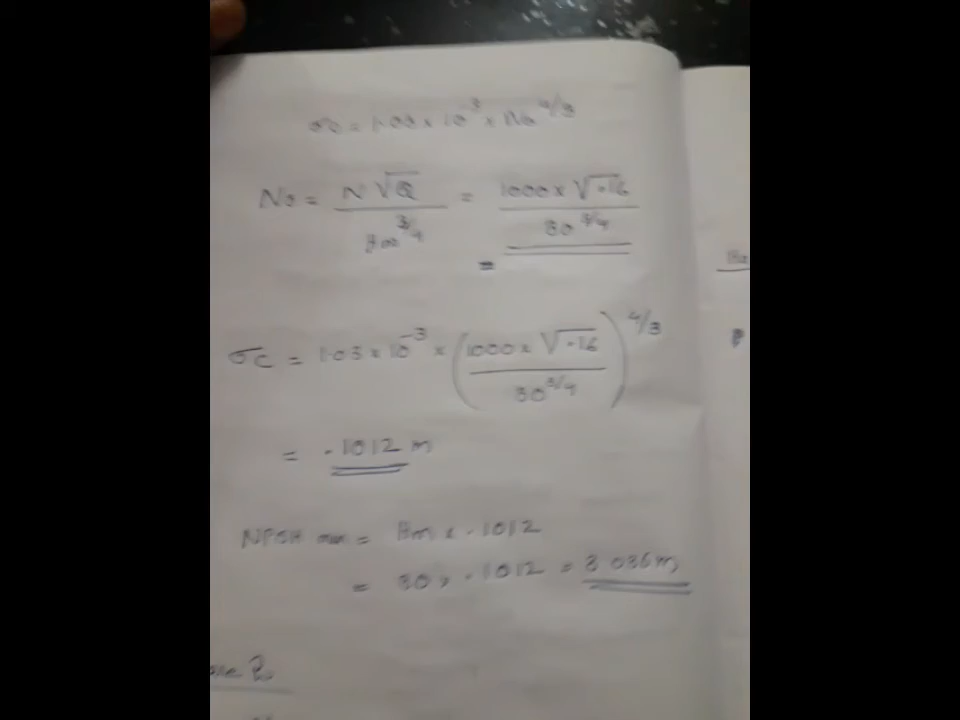 σc = 1.03 × 10^-3 × Ns^4/3
Ns = N √Q / Hm^3/4 = 1000 × √.16 / 30^3/4
=
σc = 1.03 × 10^-3 × (1000 × √.16 / 30^3/4)^4/3
= .1012 m
NPSH min = Hm × .1012
= 30 × .1012 = 3.036 m